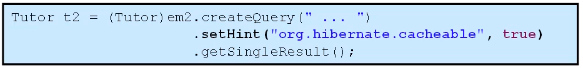 Tutor t2 = (Tutor)em2.createQuery(" ... ")
.setHint("org.hibernate.cacheable", true)
.getSingleResult();